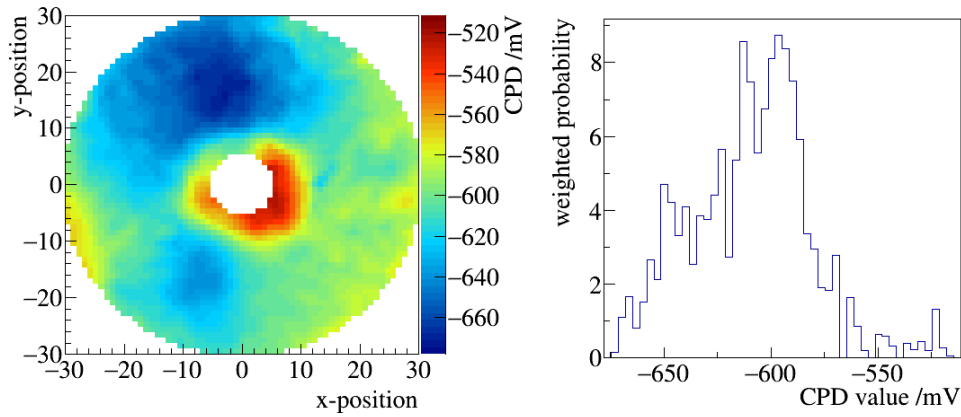 y-position
30
20
10
0
−10
−20
−30
−30 −20 −10 0 10 20 30
x-position
CPD /mV
−520
−540
−560
−580
−600
−620
−640
−660
weighted probability
8
6
4
2
0
−650 −600 −550
CPD value /mV